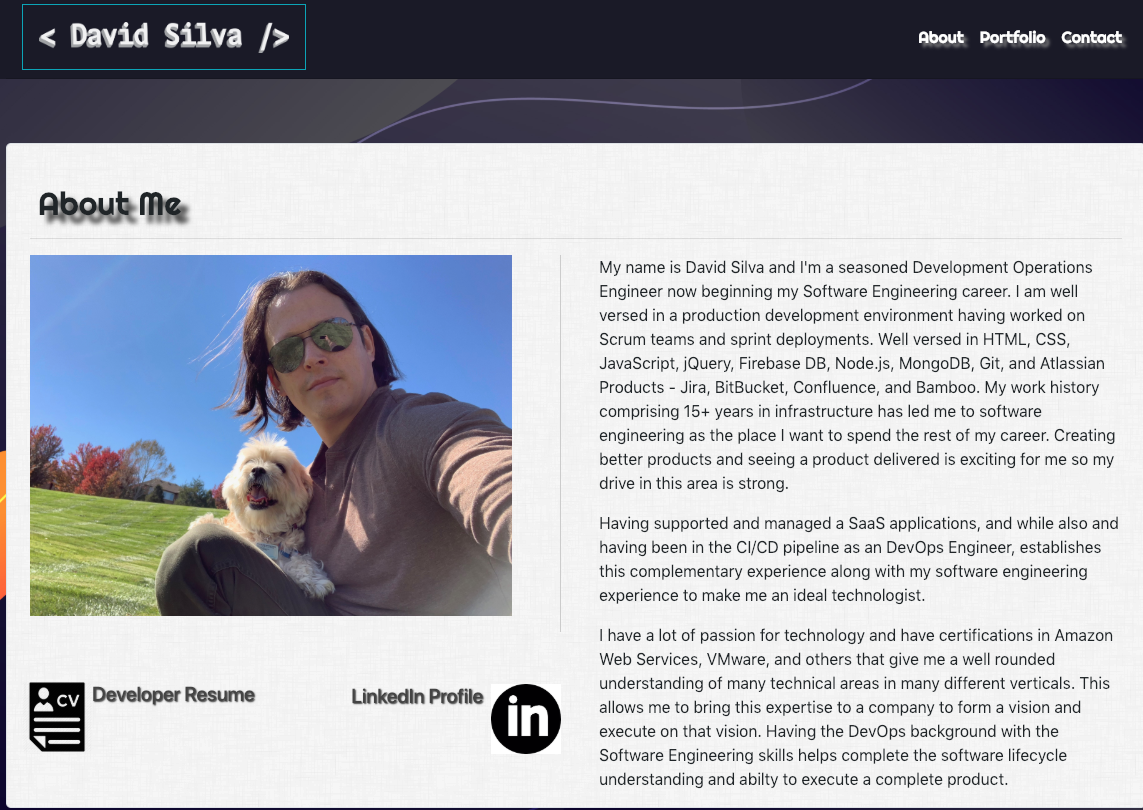 < David Silva />
About Portfolio Contact
About Me
My name is David Silva and I'm a seasoned Development Operations
Engineer now beginning my Software Engineering career. I am well
versed in a production development environment having worked on
Scrum teams and sprint deployments. Well versed in HTML, CSS,
JavaScript, jQuery, Firebase DB, Node.js, MongoDB, Git, and Atlassian
Products - Jira, BitBucket, Confluence, and Bamboo. My work history
comprising 15+ years in infrastructure has led me to software
engineering as the place I want to spend the rest of my career. Creating
better products and seeing a product delivered is exciting for me so my
drive in this area is strong.
Having supported and managed a SaaS applications, and while also and
having been in the CI/CD pipeline as an DevOps Engineer, establishes
this complementary experience along with my software engineering
experience to make me an ideal technologist.
I have a lot of passion for technology and have certifications in Amazon
Web Services, VMware, and others that give me a well rounded
understanding of many technical areas in many different verticals. This
allows me to bring this expertise to a company to form a vision and
execute on that vision. Having the DevOps background with the
Software Engineering skills helps complete the software lifecycle
understanding and abilty to execute a complete product.
CV Developer Resume
LinkedIn Profile in